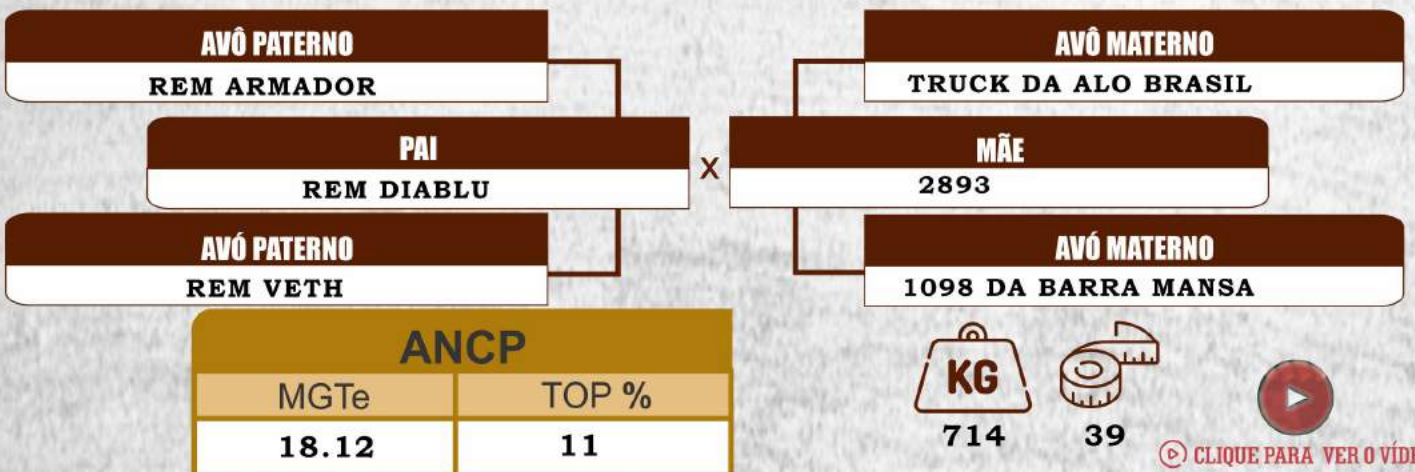 AVÔ PATERNO
REM ARMADOR
PAI
REM DIABLU
AVÓ PATERNO
REM VETH
X
AVÔ MATERNO
TRUCK DA ALO BRASIL
MÃE
2893
AVÓ MATERNO
1098 DA BARRA MANSA
ANCP
MGTe TOP %
18.12 11
KG
714 39
CLIQUE PARA VER O VÍD